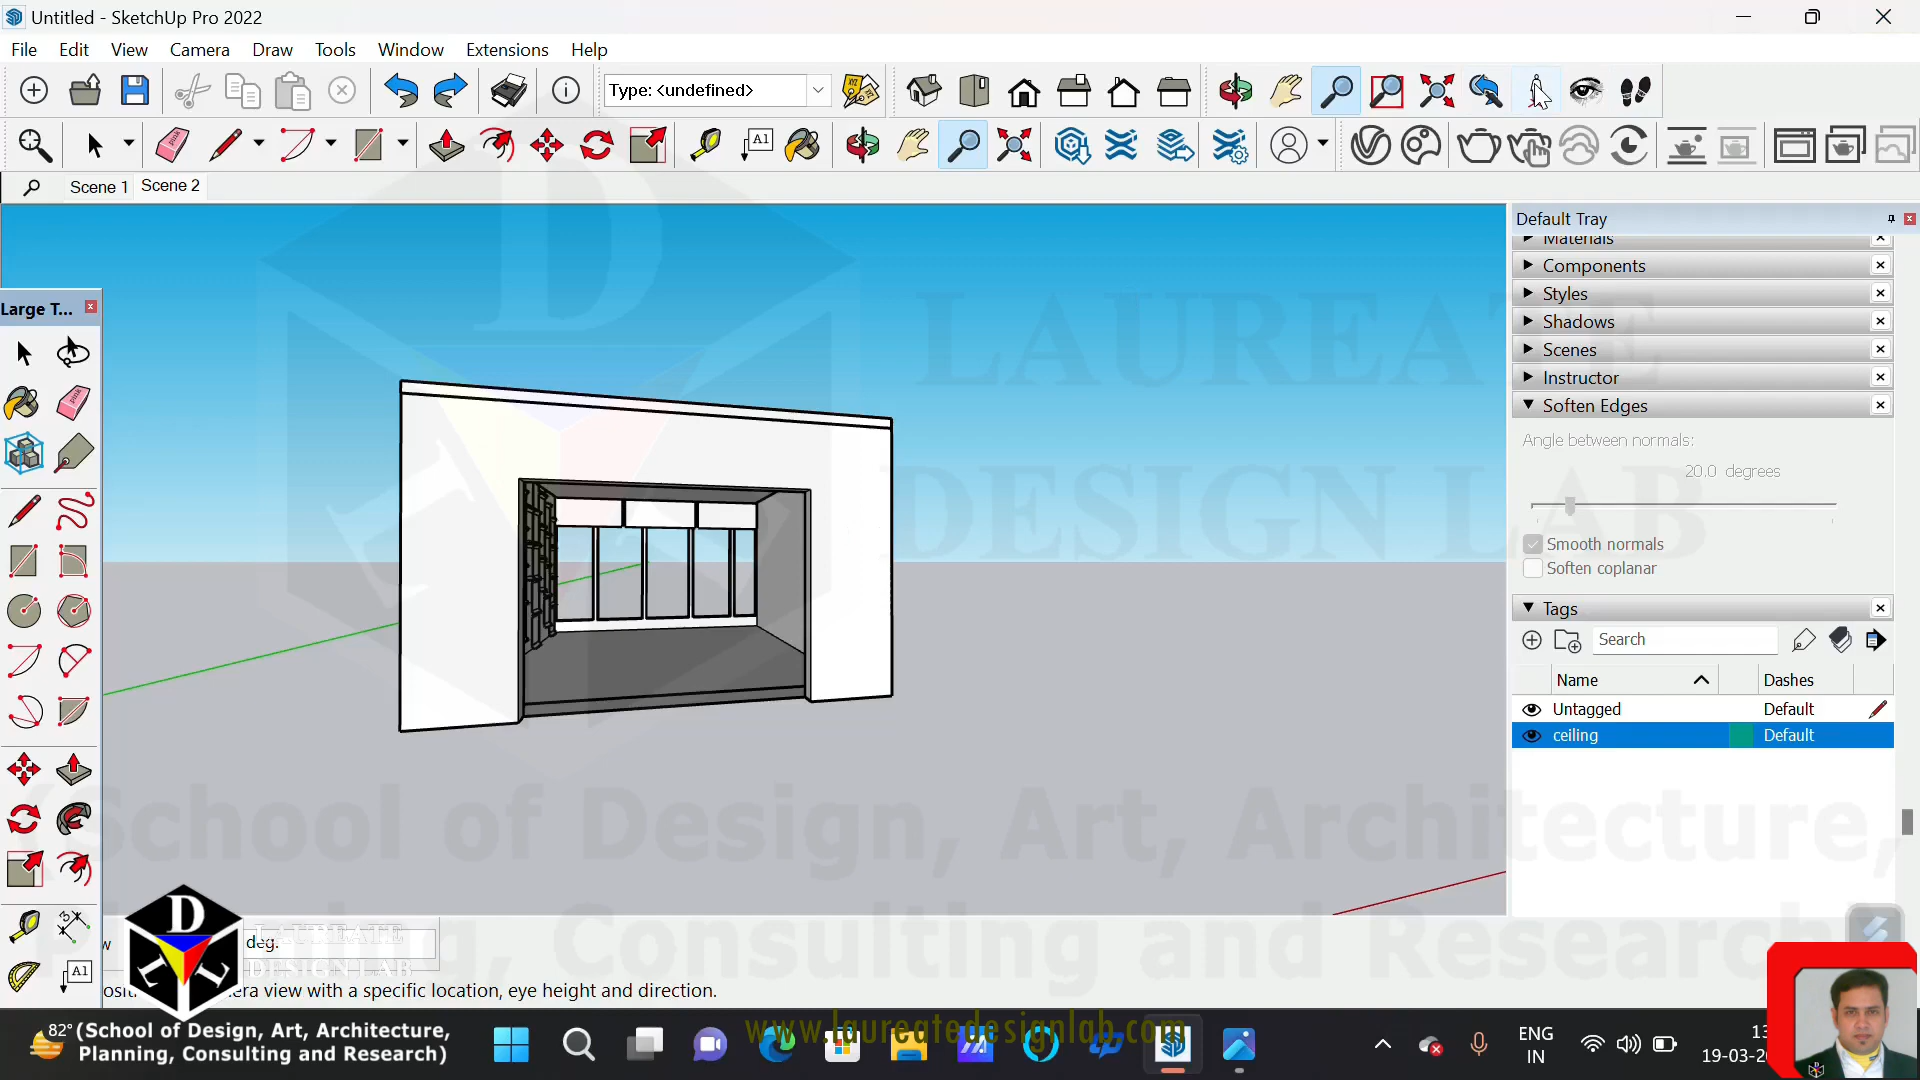 Untitled - SketchUp Pro 2022
File Edit View Camera Draw Tools Window Extensions Help
Type: <undefined>
Scene 1 Scene 2
Default Tray
Materials
Components
Styles
Shadows
Scenes
Instructor
Soften Edges
Angle between normals:
20.0 degrees
Smooth normals
Soften coplanar
Tags
Search
Name Dashes
Untagged Default
ceiling Default
Large T...
D
LAUREATE
DESIGN LAB
(School of Design, Art, Architecture,
Consulting and Research
deg.
LAUREATE
DESIGN LAB
era view with a specific location, eye height and direction.
82°
(School of Design, Art, Architecture,
Planning, Consulting and Research)
www.laureatedesignlab.com
ENG
IN
19-03-2